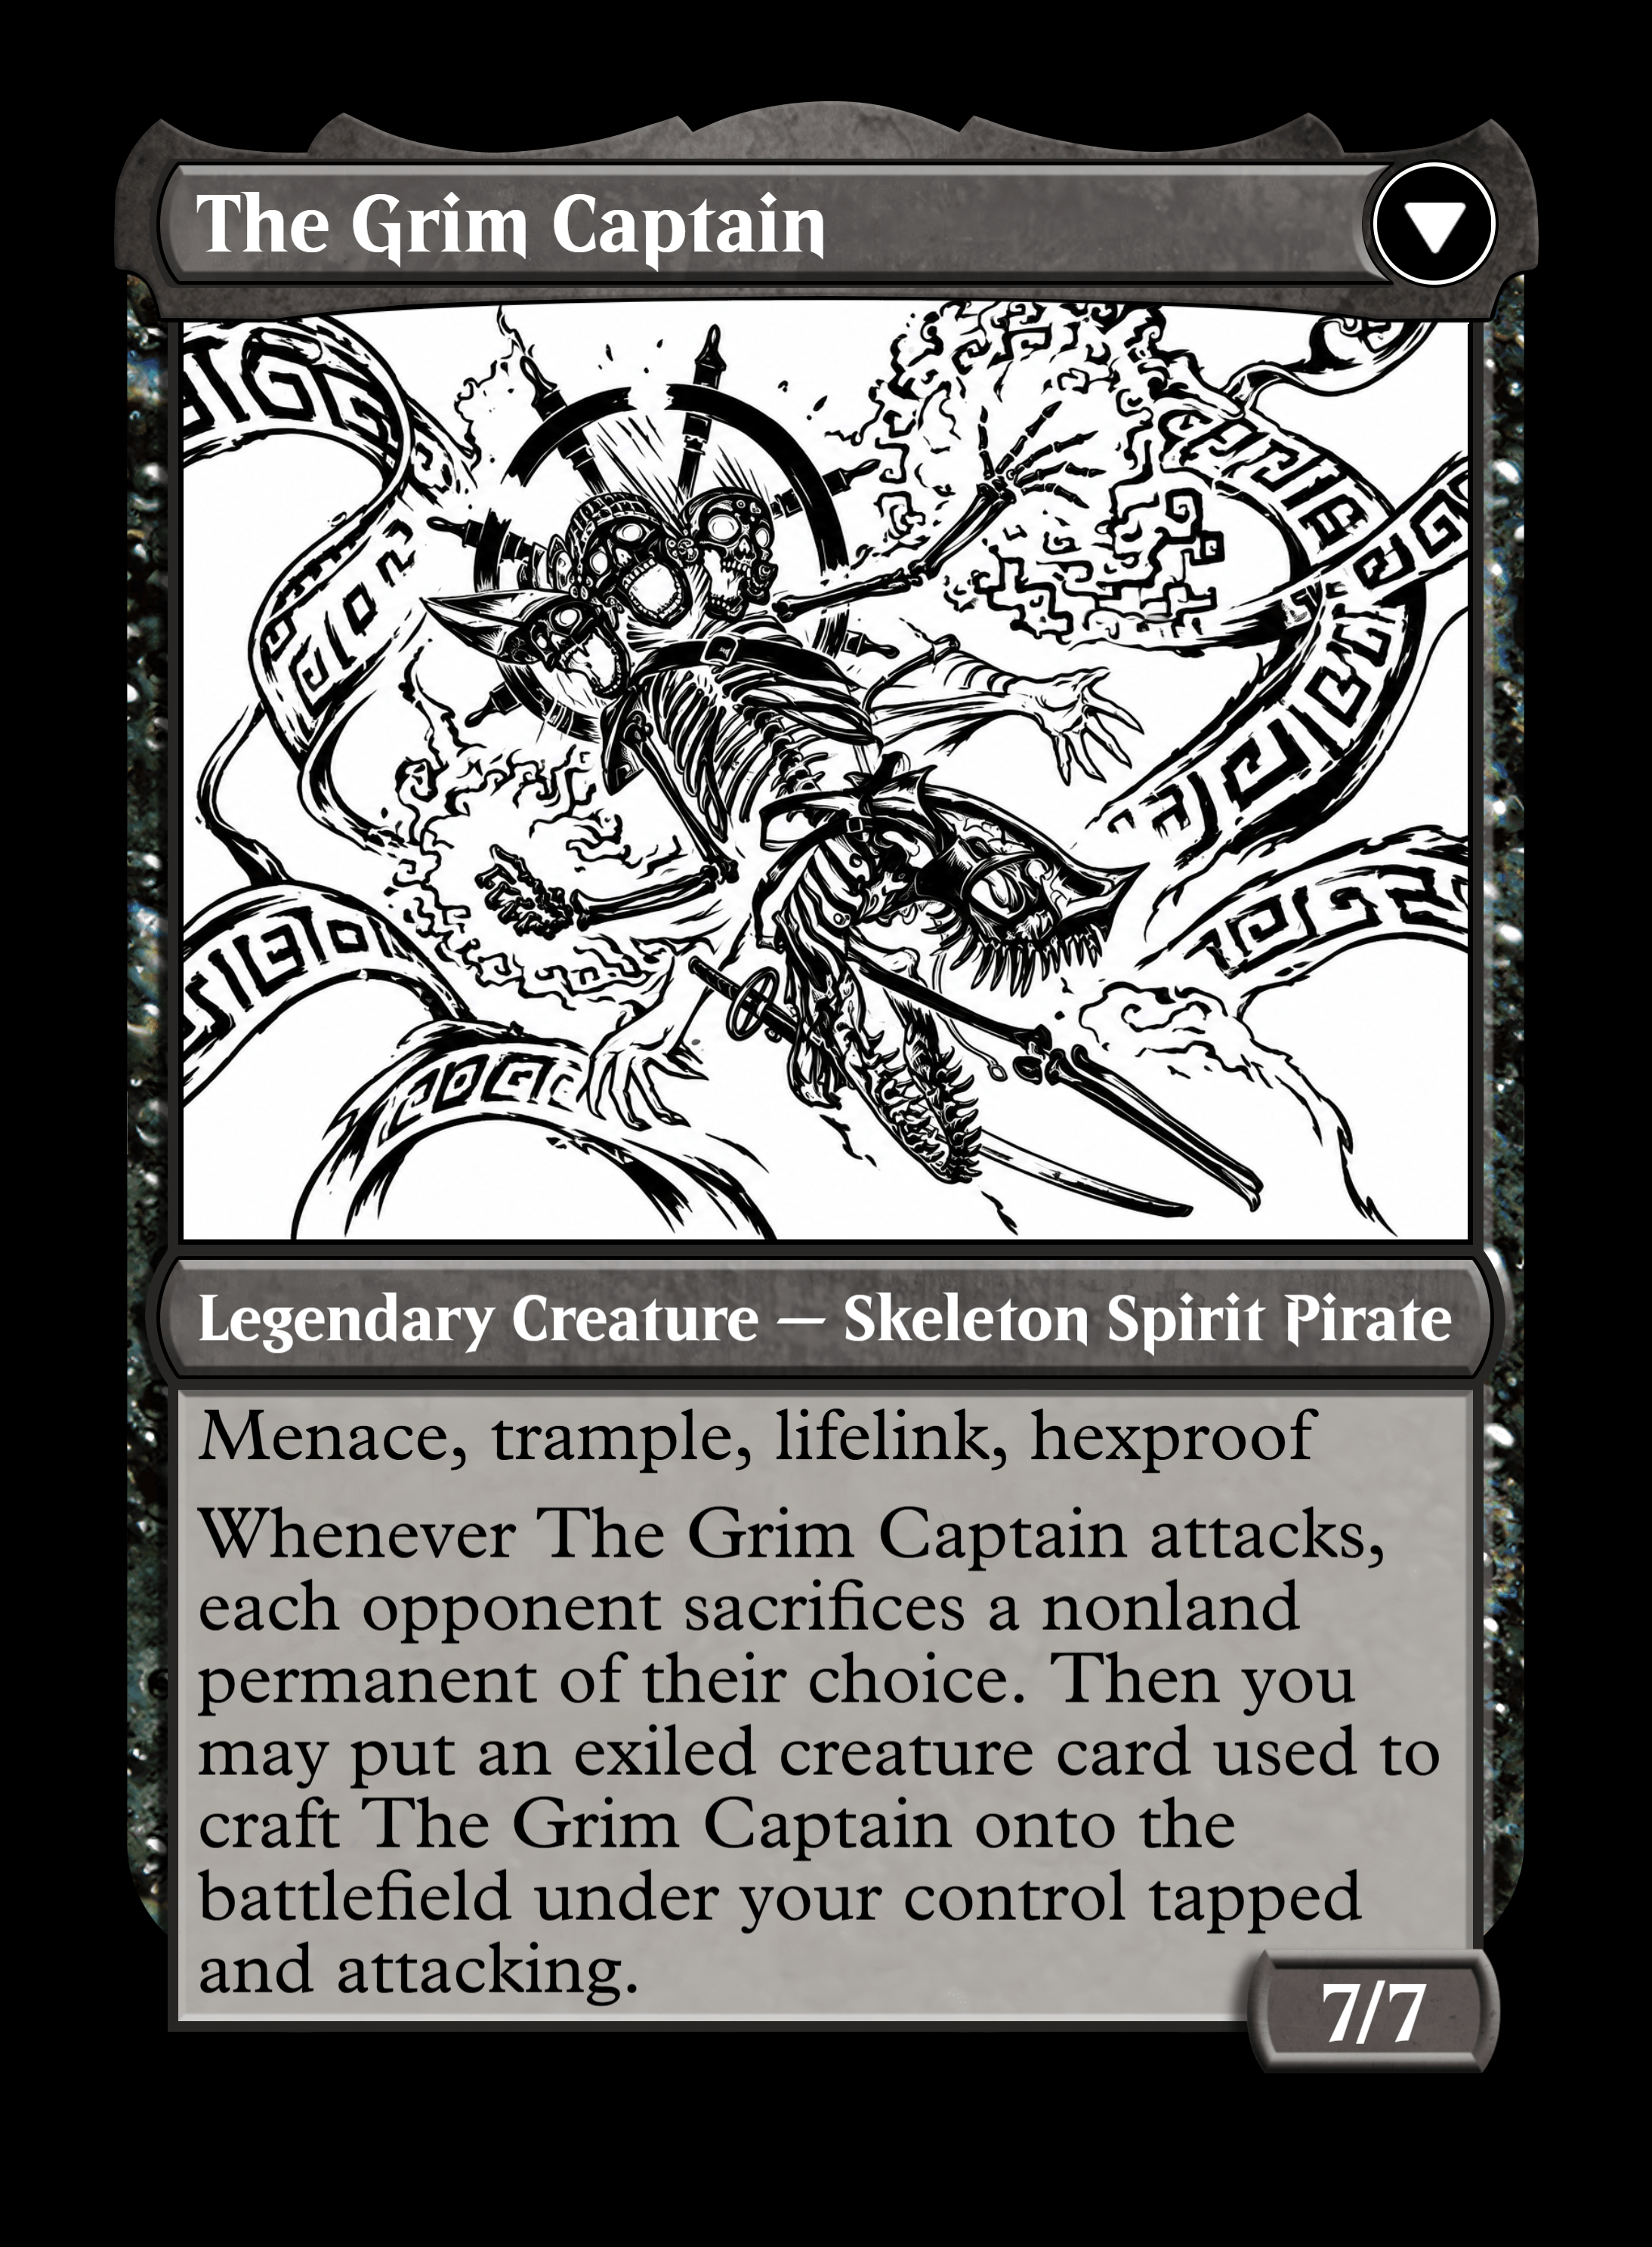 The Grim Captain
Legendary Creature — Skeleton Spirit Pirate
Menace, trample, lifelink, hexproof
Whenever The Grim Captain attacks,
each opponent sacrifices a nonland
permanent of their choice. Then you
may put an exiled creature card used to
craft The Grim Captain onto the
battlefield under your control tapped
and attacking.
7/7